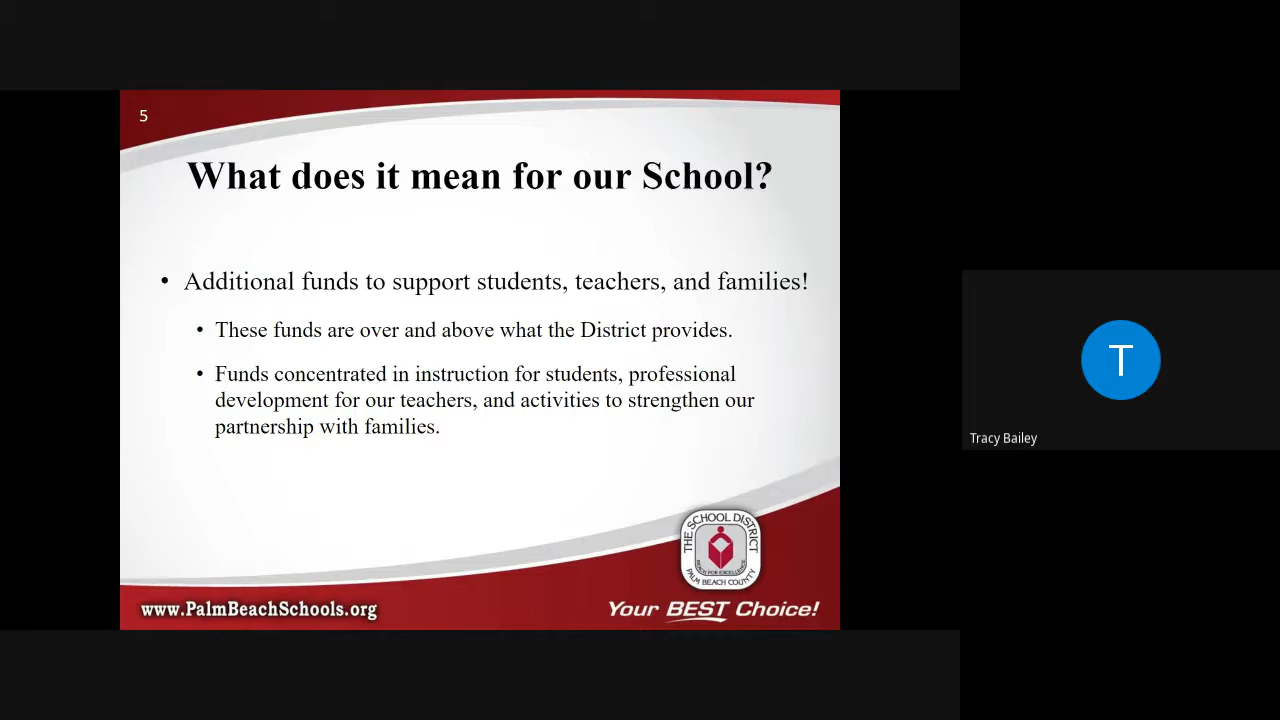 5
What does it mean for our School?
• Additional funds to support students, teachers, and families!
• These funds are over and above what the District provides.
• Funds concentrated in instruction for students, professional
development for our teachers, and activities to strengthen our
partnership with families.
THE SCHOOL DISTRICT
PALM BEACH COUNTY
www.PalmBeachSchools.org
Your BEST Choice!
T
Tracy Bailey